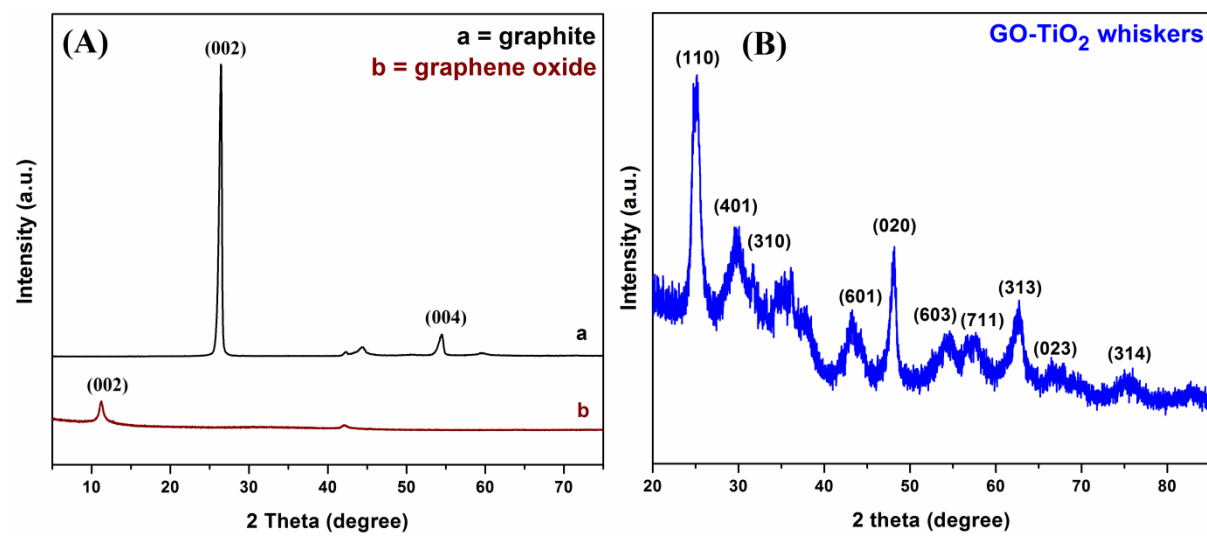 (A)
(002)
a = graphite
b = graphene oxide
(004)
a
(002)
b
Intensity (a.u.)
10 20 30 40 50 60 70
2 Theta (degree)
(B)
GO-TiO2 whiskers
(110)
(401)
(310)
(601)
(020)
(603)
(711)
(313)
(023)
(314)
Intensity (a.u.)
20 30 40 50 60 70 80
2 theta (degree)